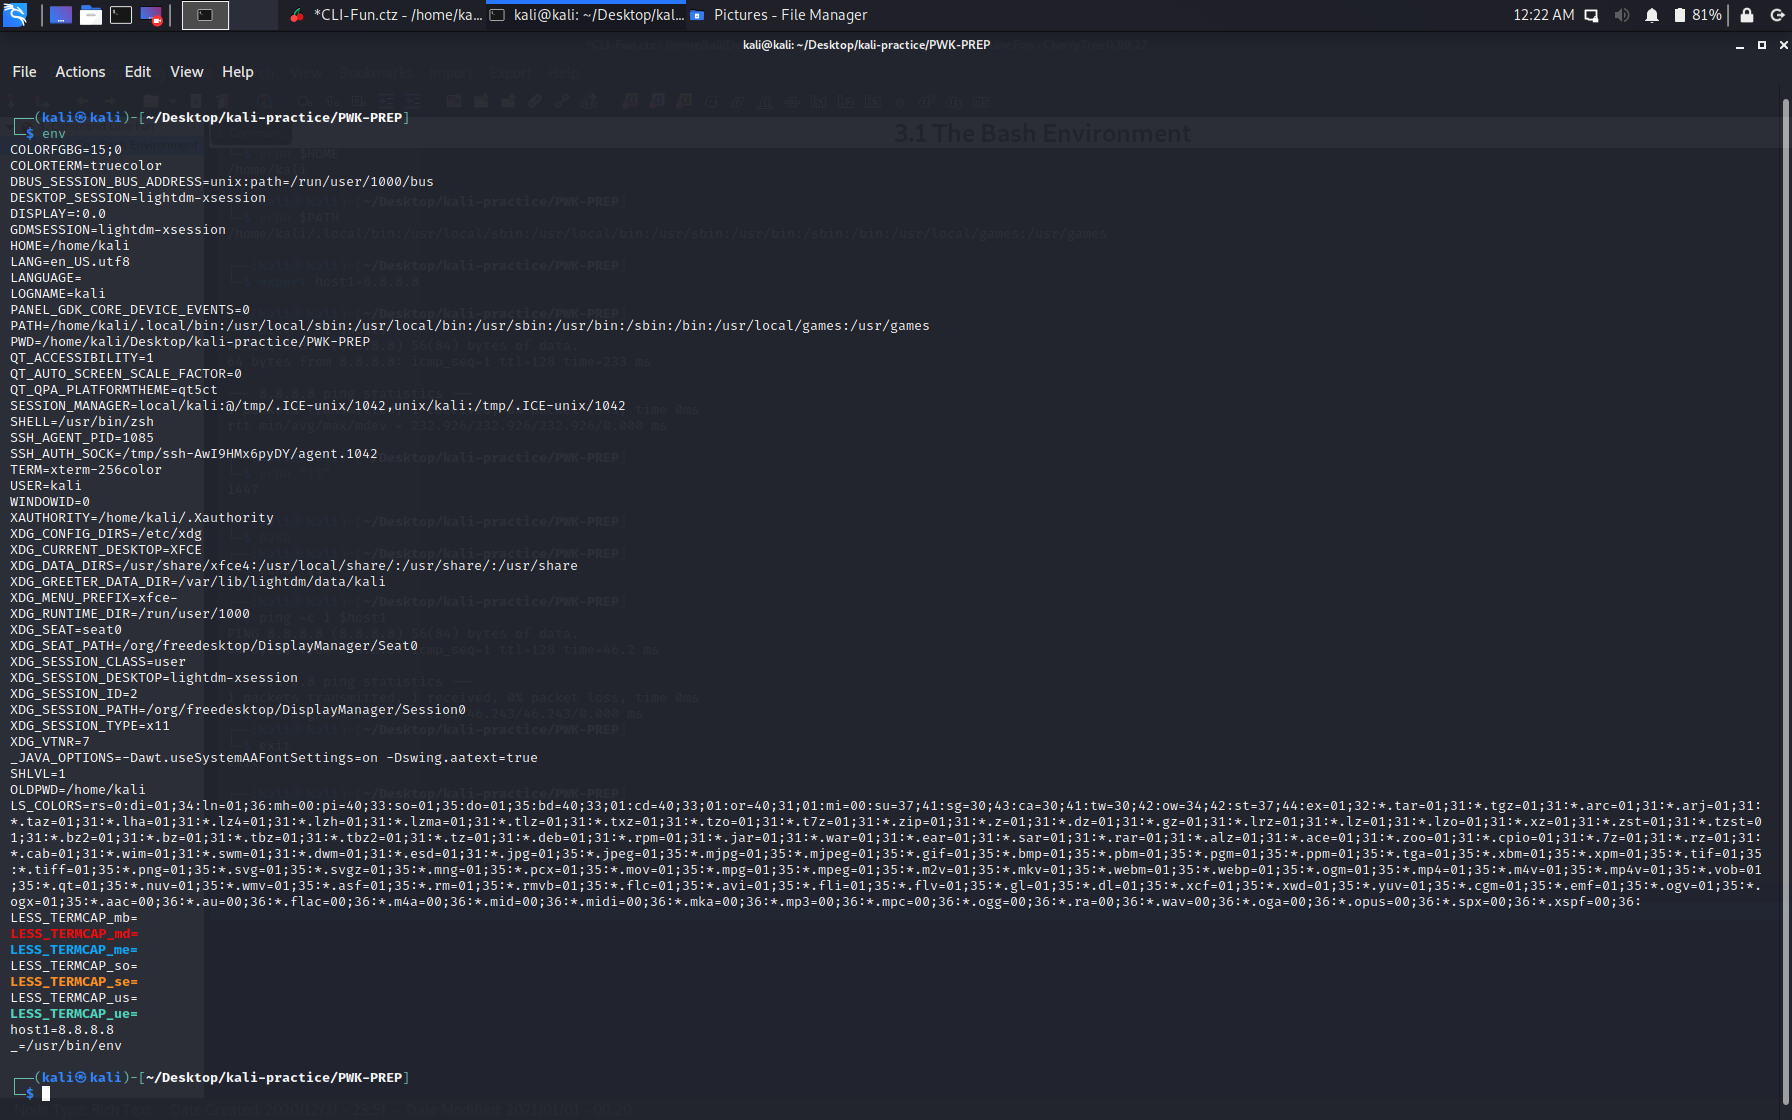 *CLI-Fun.ctz - /home/ka...
kali@kali: ~/Desktop/kal...
Pictures - File Manager
12:22 AM
81%
kali@kali: ~/Desktop/kali-practice/PWK-PREP
File Actions Edit View Help
3.1 The Bash Environment
(kali㉿kali)-[~/Desktop/kali-practice/PWK-PREP]
$ env
COLORFGBG=15;0
COLORTERM=truecolor
DBUS_SESSION_BUS_ADDRESS=unix:path=/run/user/1000/bus
DESKTOP_SESSION=lightdm-xsession
DISPLAY=:0.0
GDMSESSION=lightdm-xsession
HOME=/home/kali
LANG=en_US.utf8
LANGUAGE=
LOGNAME=kali
PANEL_GDK_CORE_DEVICE_EVENTS=0
PATH=/home/kali/.local/bin:/usr/local/sbin:/usr/local/bin:/usr/sbin:/usr/bin:/sbin:/bin:/usr/local/games:/usr/games
PWD=/home/kali/Desktop/kali-practice/PWK-PREP
QT_ACCESSIBILITY=1
QT_AUTO_SCREEN_SCALE_FACTOR=0
QT_QPA_PLATFORMTHEME=qt5ct
SESSION_MANAGER=local/kali:@/tmp/.ICE-unix/1042,unix/kali:/tmp/.ICE-unix/1042
SHELL=/usr/bin/zsh
SSH_AGENT_PID=1085
SSH_AUTH_SOCK=/tmp/ssh-AwI9HMx6pyDY/agent.1042
TERM=xterm-256color
USER=kali
WINDOWID=0
XAUTHORITY=/home/kali/.Xauthority
XDG_CONFIG_DIRS=/etc/xdg
XDG_CURRENT_DESKTOP=XFCE
XDG_DATA_DIRS=/usr/share/xfce4:/usr/local/share/:/usr/share/:/usr/share
XDG_GREETER_DATA_DIR=/var/lib/lightdm/data/kali
XDG_MENU_PREFIX=xfce-
XDG_RUNTIME_DIR=/run/user/1000
XDG_SEAT=seat0
XDG_SEAT_PATH=/org/freedesktop/DisplayManager/Seat0
XDG_SESSION_CLASS=user
XDG_SESSION_DESKTOP=lightdm-xsession
XDG_SESSION_ID=2
XDG_SESSION_PATH=/org/freedesktop/DisplayManager/Session0
XDG_SESSION_TYPE=x11
XDG_VTNR=7
_JAVA_OPTIONS=-Dawt.useSystemAAFontSettings=on -Dswing.aatext=true
SHLVL=1
OLDPWD=/home/kali
LS_COLORS=rs=0:di=01;34:ln=01;36:mh=00:pi=40;33:so=01;35:do=01;35:bd=40;33;01:cd=40;33;01:or=40;31;01:mi=00:su=37;41:sg=30;43:ca=30;41:tw=30;42:ow=34;42:st=37;44:ex=01;32:*.tar=01;31:*.tgz=01;31:*.arc=01;31:*.arj=01;31:
*.taz=01;31:*.lha=01;31:*.lz4=01;31:*.lzh=01;31:*.lzma=01;31:*.tlz=01;31:*.txz=01;31:*.tzo=01;31:*.t7z=01;31:*.zip=01;31:*.z=01;31:*.dz=01;31:*.gz=01;31:*.lrz=01;31:*.lz=01;31:*.lzo=01;31:*.xz=01;31:*.zst=01;31:*.tzst=0
1;31:*.bz2=01;31:*.bz=01;31:*.tbz=01;31:*.tbz2=01;31:*.tz=01;31:*.deb=01;31:*.rpm=01;31:*.jar=01;31:*.war=01;31:*.ear=01;31:*.sar=01;31:*.rar=01;31:*.alz=01;31:*.ace=01;31:*.zoo=01;31:*.cpio=01;31:*.7z=01;31:*.rz=01;31:
*.cab=01;31:*.wim=01;31:*.swm=01;31:*.dwm=01;31:*.esd=01;31:*.jpg=01;35:*.jpeg=01;35:*.mjpg=01;35:*.mjpeg=01;35:*.gif=01;35:*.bmp=01;35:*.pbm=01;35:*.pgm=01;35:*.ppm=01;35:*.tga=01;35:*.xbm=01;35:*.xpm=01;35:*.tif=01;35
:*.tiff=01;35:*.png=01;35:*.svg=01;35:*.svgz=01;35:*.mng=01;35:*.pcx=01;35:*.mov=01;35:*.mpg=01;35:*.mpeg=01;35:*.m2v=01;35:*.mkv=01;35:*.webm=01;35:*.webp=01;35:*.ogm=01;35:*.mp4=01;35:*.m4v=01;35:*.mp4v=01;35:*.vob=01
;35:*.qt=01;35:*.nuv=01;35:*.wmv=01;35:*.asf=01;35:*.rm=01;35:*.rmvb=01;35:*.flc=01;35:*.avi=01;35:*.fli=01;35:*.flv=01;35:*.gl=01;35:*.dl=01;35:*.xcf=01;35:*.xwd=01;35:*.yuv=01;35:*.cgm=01;35:*.emf=01;35:*.ogv=01;35:*.
ogx=01;35:*.aac=00;36:*.au=00;36:*.flac=00;36:*.m4a=00;36:*.mid=00;36:*.midi=00;36:*.mka=00;36:*.mp3=00;36:*.mpc=00;36:*.ogg=00;36:*.ra=00;36:*.wav=00;36:*.oga=00;36:*.opus=00;36:*.spx=00;36:*.xspf=00;36:
LESS_TERMCAP_mb=
LESS_TERMCAP_md=
LESS_TERMCAP_me=
LESS_TERMCAP_so=
LESS_TERMCAP_se=
LESS_TERMCAP_us=
LESS_TERMCAP_ue=
host1=8.8.8.8
_=/usr/bin/env
(kali㉿kali)-[~/Desktop/kali-practice/PWK-PREP]
$